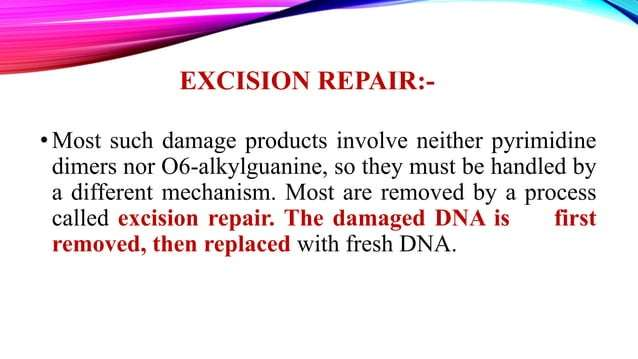 EXCISION REPAIR:-
• Most such damage products involve neither pyrimidine
dimers nor O6-alkylguanine, so they must be handled by
a different mechanism. Most are removed by a process
called excision repair. The damaged DNA is first
removed, then replaced with fresh DNA.